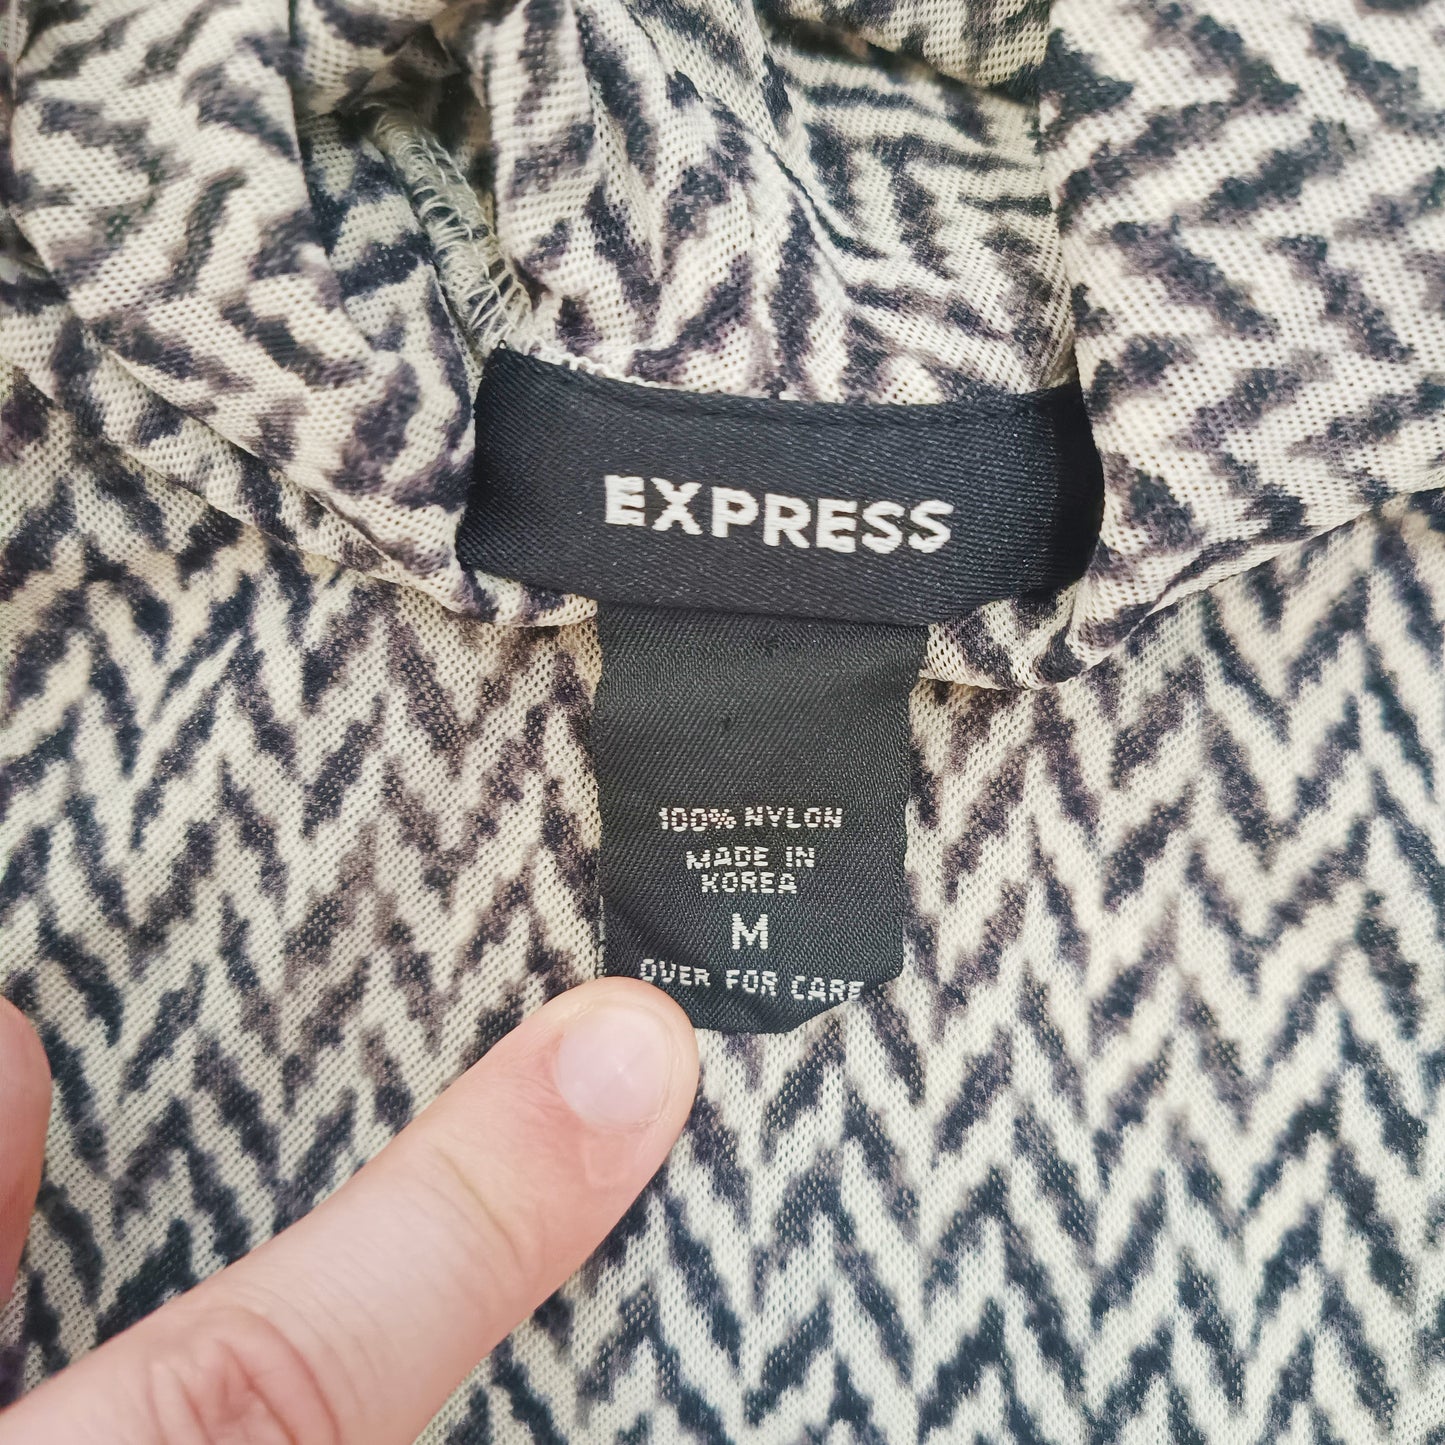 EXPRESS
100% NYLON
MADE IN
KOREA
M
OVER FOR CARE